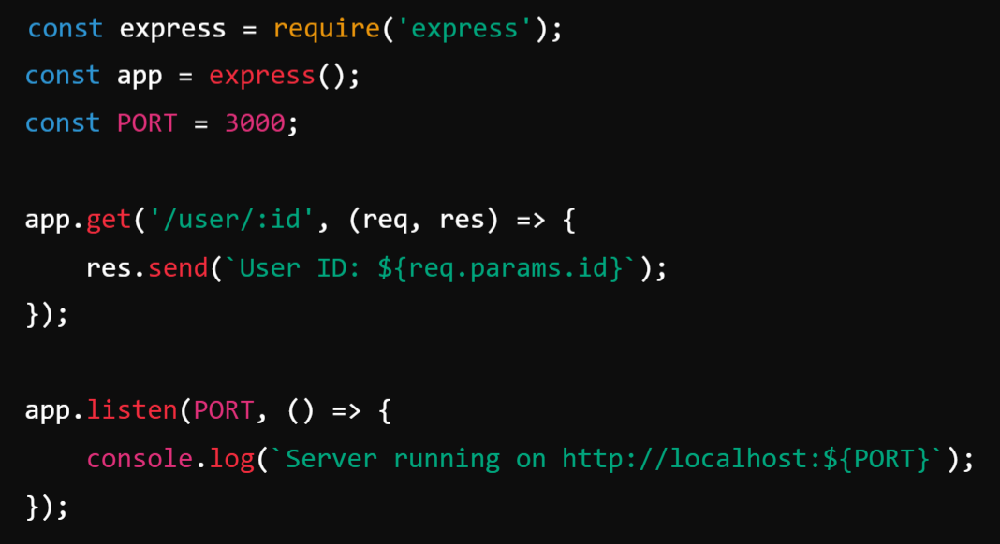 const express = require('express');
const app = express();
const PORT = 3000;
app.get('/user/:id', (req, res) => {
    res.send(`User ID: ${req.params.id}`);
});
app.listen(PORT, () => {
    console.log(`Server running on http://localhost:${PORT}`);
});